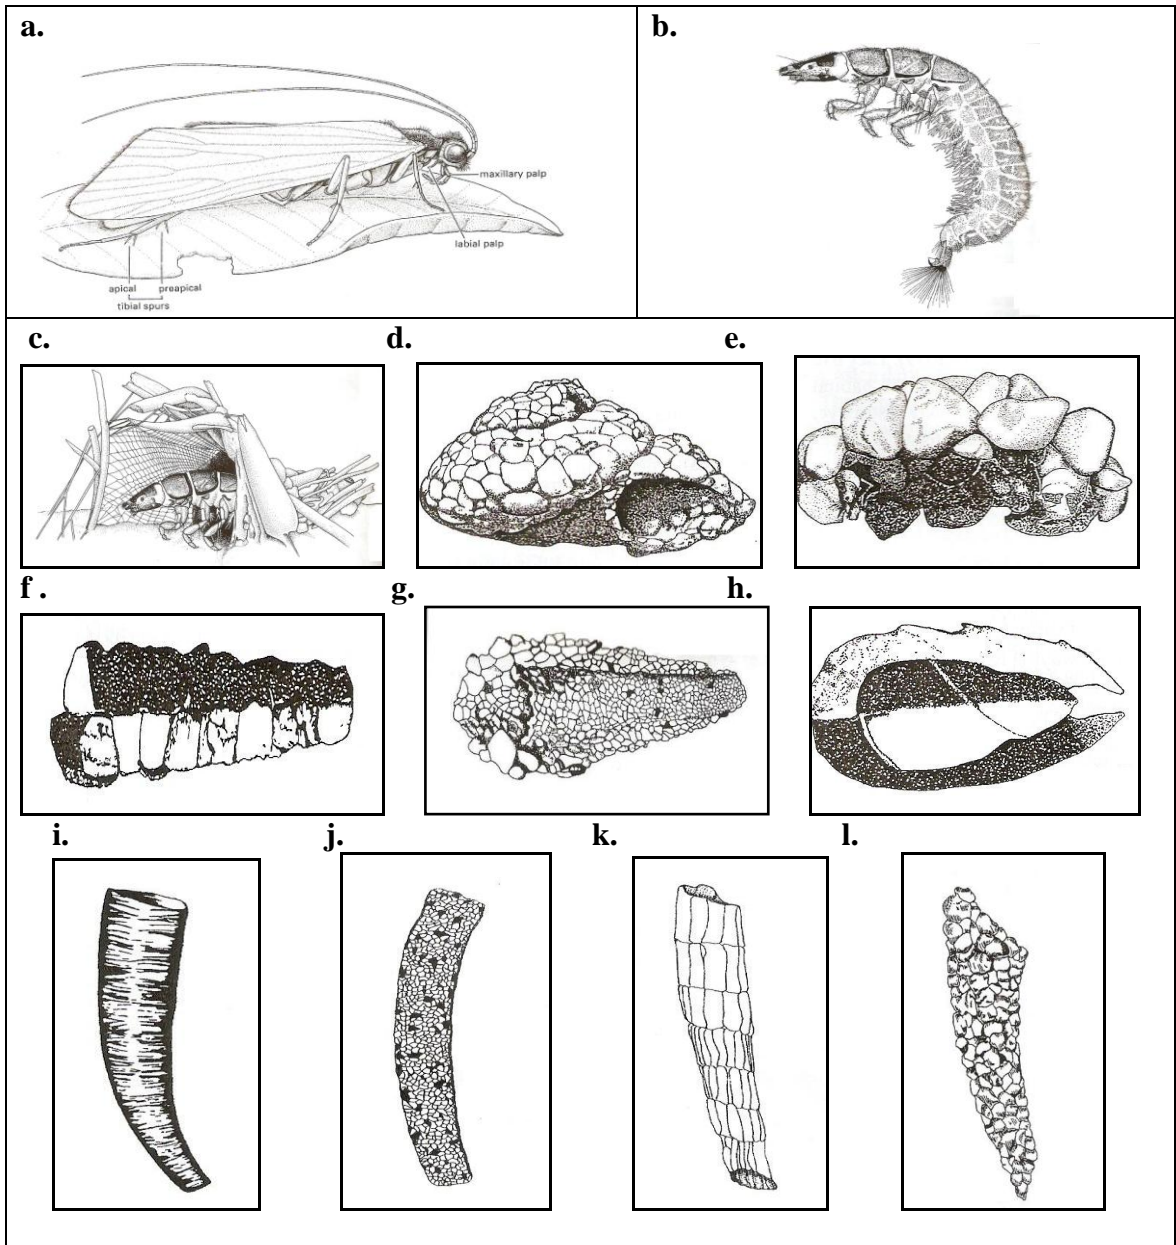 a.
b.
maxillary palp
labial palp
apical preapical
tibial spurs
c.
d.
e.
f .
g.
h.
i.
j.
k.
l.